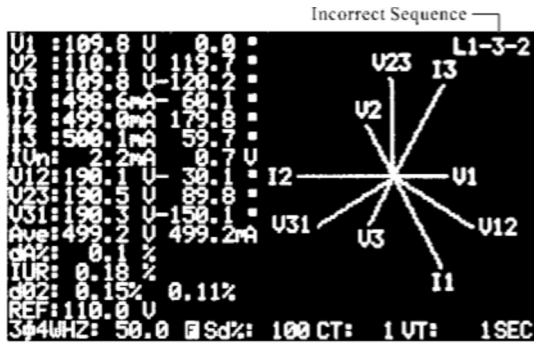 Incorrect Sequence
L1-3-2
V1 :109.8 V 0.0 °
V2 :110.1 V 119.7 °
V3 :109.8 V-120.2 °
I1 :498.6mA- 60.1 °
I2 :499.0mA 179.8 °
I3 :500.1mA 59.7 °
IVn: 2.2mA 0.7 V
V12:190.1 V- 30.1 °
V23:190.5 V 89.8 °
V31:190.3 V-150.1 °
Ave:499.2 V 499.2mA
dA%: 0.1 %
IUR: 0.18 %
d02: 0.15% 0.11%
REF:110.0 V
3ϕ4WHZ: 50.0 F Sd%: 100 CT: 1 VT: 1SEC
V23
I3
V2
I2
V1
V31
V3
V12
I1